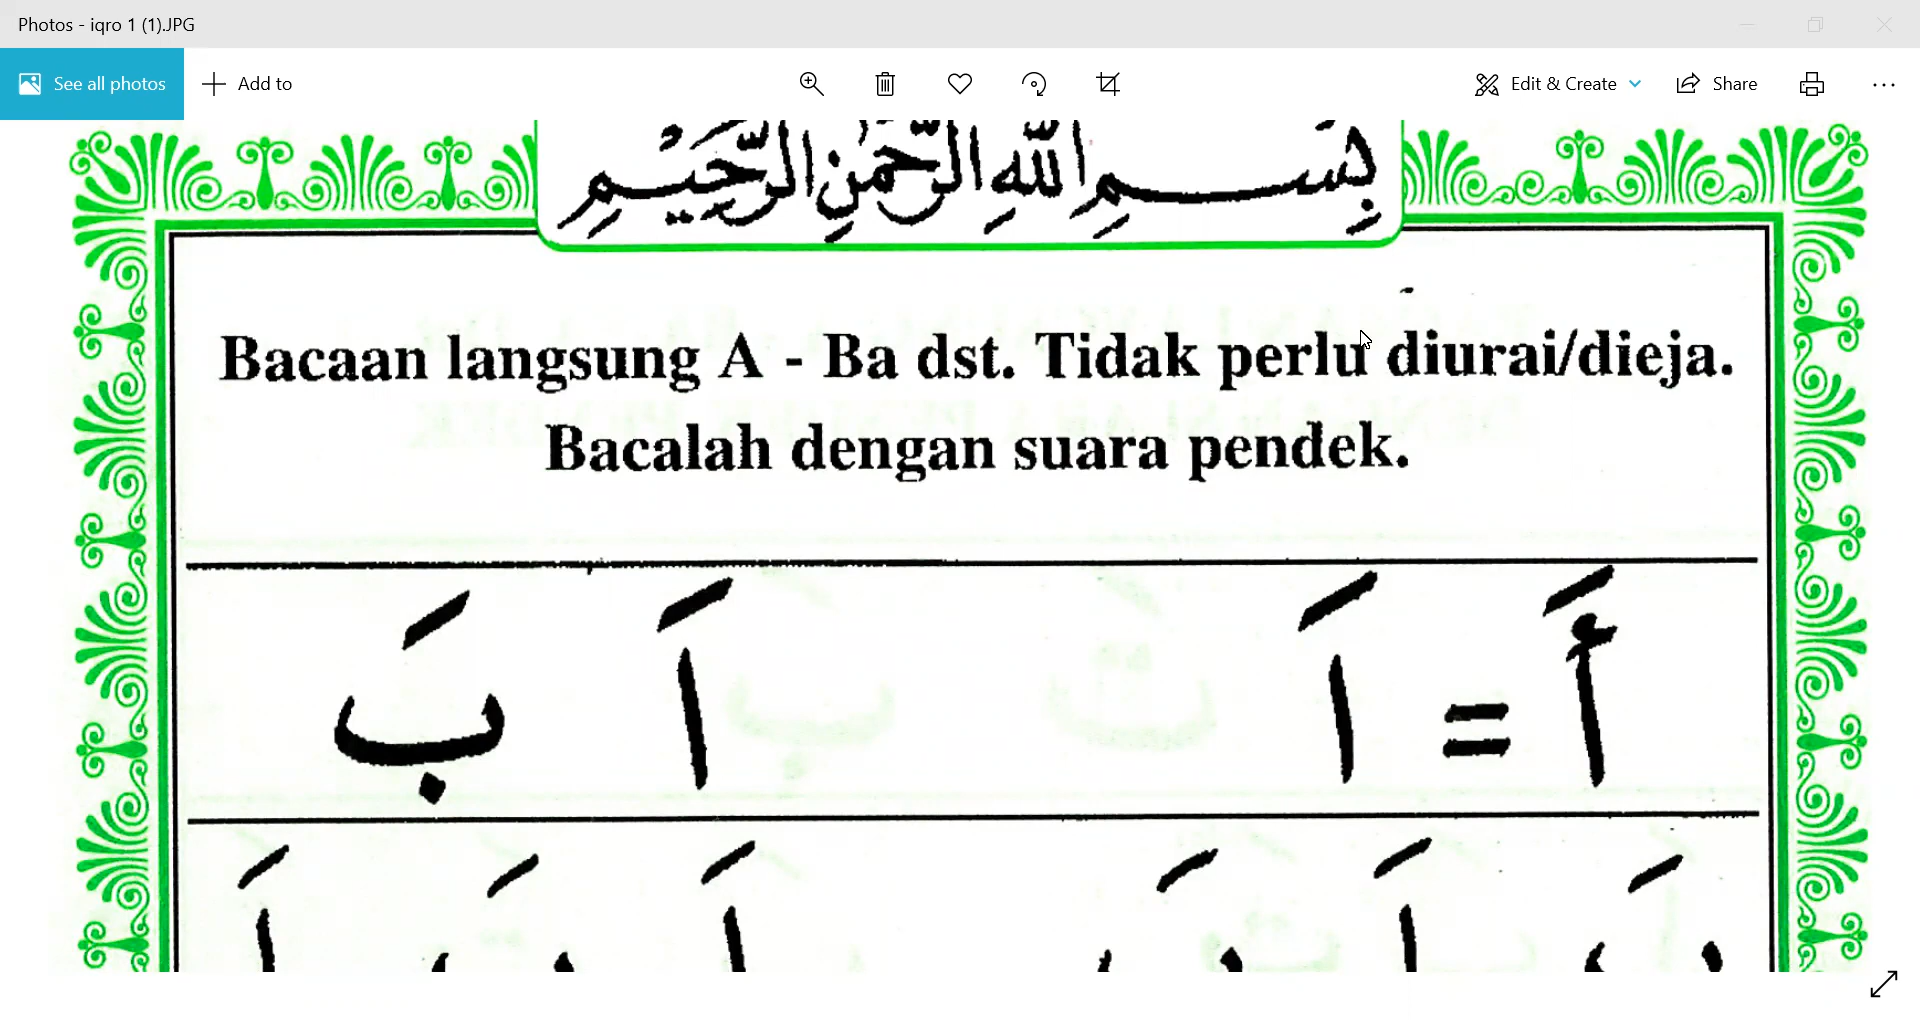 Photos - iqro 1 (1).JPG
See all photos
Add to
Edit & Create
Share
بِسْمِ اللهِ الرَّحْمٰنِ الرَّحِيْمِ
Bacaan langsung A - Ba dst. Tidak perlu diurai/dieja.
Bacalah dengan suara pendek.
أَ = اَ اَ بَ